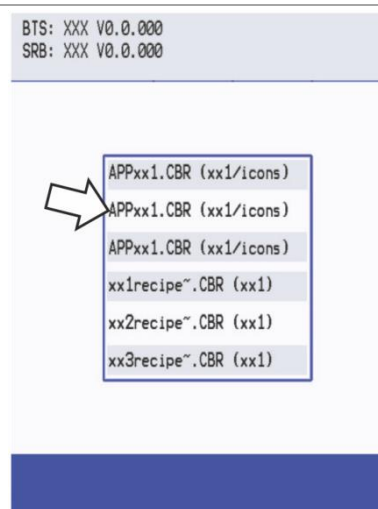 BTS: XXX V0.0.000
SRB: XXX V0.0.000
APPxx1.CBR (xx1/icons)
APPxx1.CBR (xx1/icons)
APPxx1.CBR (xx1/icons)
xx1recipe~.CBR (xx1)
xx2recipe~.CBR (xx1)
xx3recipe~.CBR (xx1)